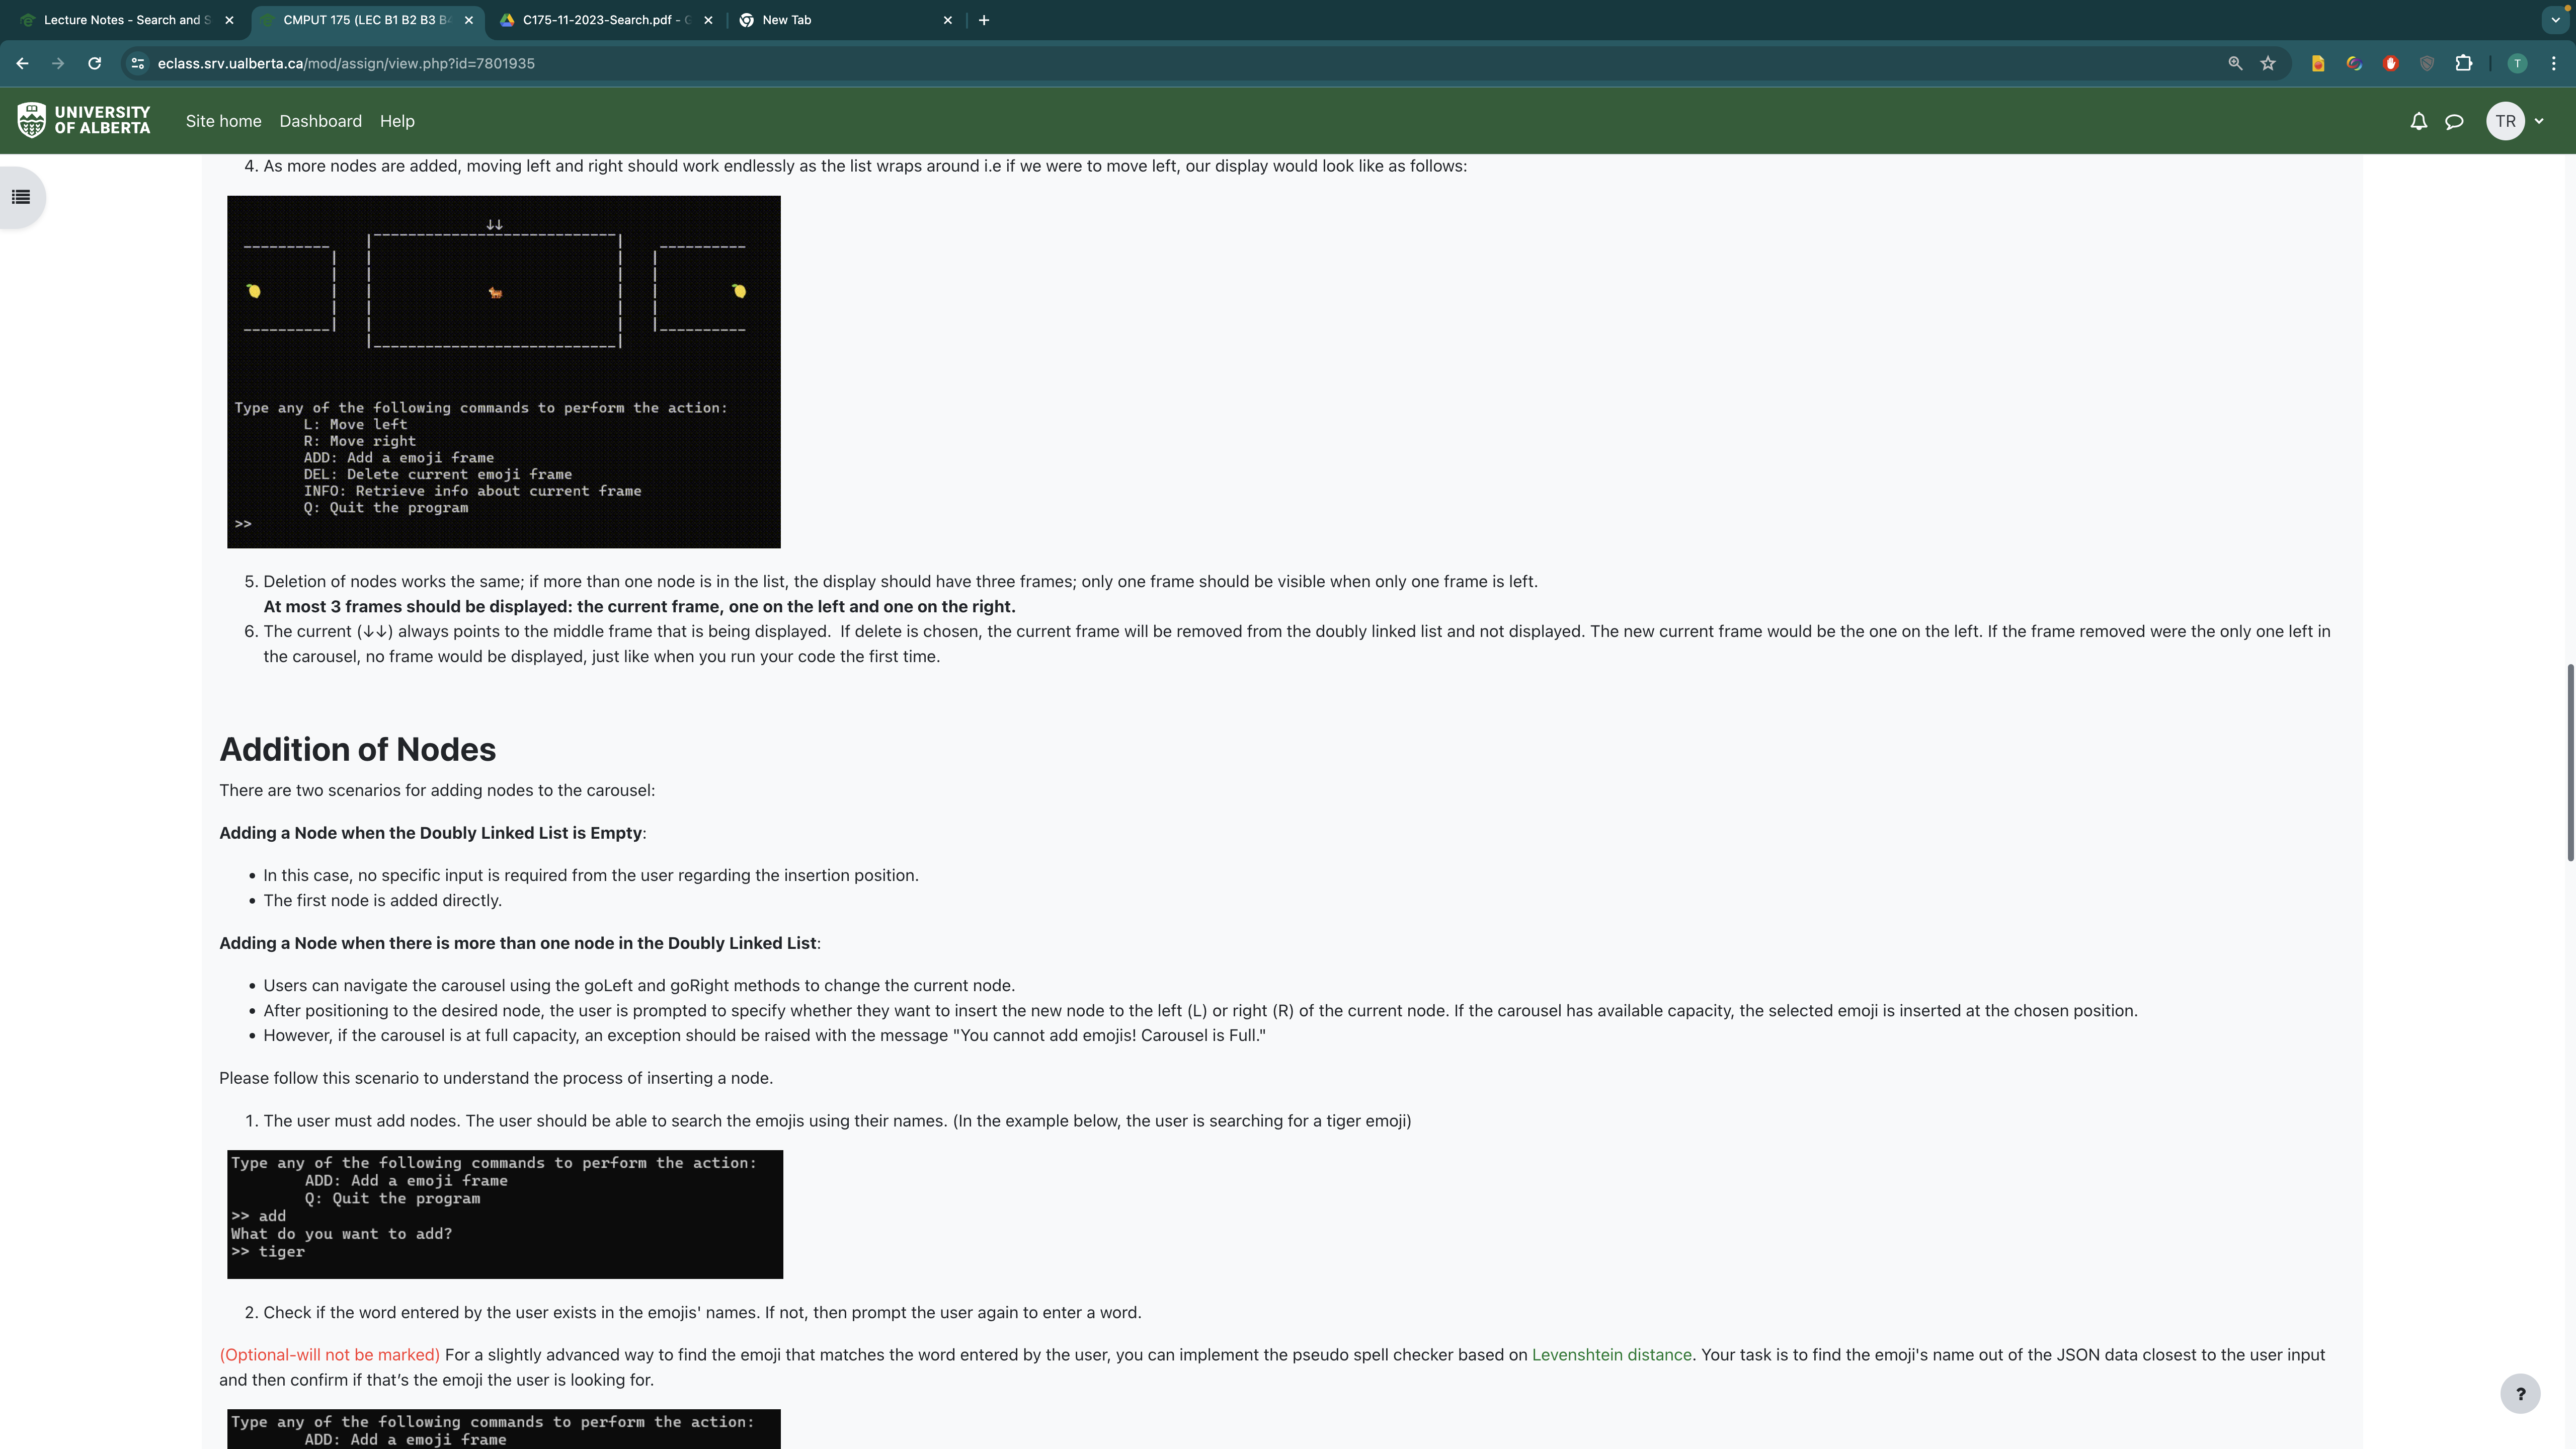 Lecture Notes - Search and S
CMPUT 175 (LEC B1 B2 B3 B4
C175-11-2023-Search.pdf - G
New Tab
eclass.srv.ualberta.ca/mod/assign/view.php?id=7801935
T
UNIVERSITY
OF ALBERTA
Site home
Dashboard
Help
TR
4. As more nodes are added, moving left and right should work endlessly as the list wraps around i.e if we were to move left, our display would look like as follows:
↓↓
Type any of the following commands to perform the action:
L: Move left
R: Move right
ADD: Add a emoji frame
DEL: Delete current emoji frame
INFO: Retrieve info about current frame
Q: Quit the program
>>
5. Deletion of nodes works the same; if more than one node is in the list, the display should have three frames; only one frame should be visible when only one frame is left.
At most 3 frames should be displayed: the current frame, one on the left and one on the right.
6. The current (↓↓) always points to the middle frame that is being displayed.  If delete is chosen, the current frame will be removed from the doubly linked list and not displayed. The new current frame would be the one on the left. If the frame removed were the only one left in
the carousel, no frame would be displayed, just like when you run your code the first time.
Addition of Nodes
There are two scenarios for adding nodes to the carousel:
Adding a Node when the Doubly Linked List is Empty:
• In this case, no specific input is required from the user regarding the insertion position.
• The first node is added directly.
Adding a Node when there is more than one node in the Doubly Linked List:
• Users can navigate the carousel using the goLeft and goRight methods to change the current node.
• After positioning to the desired node, the user is prompted to specify whether they want to insert the new node to the left (L) or right (R) of the current node. If the carousel has available capacity, the selected emoji is inserted at the chosen position.
• However, if the carousel is at full capacity, an exception should be raised with the message "You cannot add emojis! Carousel is Full."
Please follow this scenario to understand the process of inserting a node.
1. The user must add nodes. The user should be able to search the emojis using their names. (In the example below, the user is searching for a tiger emoji)
Type any of the following commands to perform the action:
ADD: Add a emoji frame
Q: Quit the program
>> add
What do you want to add?
>> tiger
2. Check if the word entered by the user exists in the emojis' names. If not, then prompt the user again to enter a word.
(Optional-will not be marked) For a slightly advanced way to find the emoji that matches the word entered by the user, you can implement the pseudo spell checker based on Levenshtein distance. Your task is to find the emoji's name out of the JSON data closest to the user input
and then confirm if that’s the emoji the user is looking for.
?
Type any of the following commands to perform the action:
ADD: Add a emoji frame